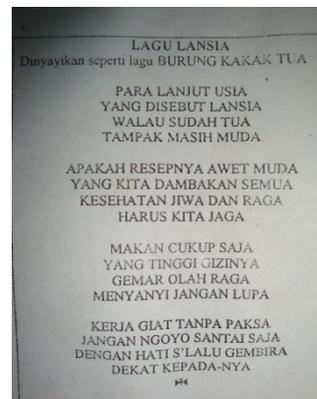 LAGU LANSIA
Dinyayikan seperti lagu BURUNG KAKAK TUA
PARA LANJUT USIA
YANG DISEBUT LANSIA
WALAU SUDAH TUA
TAMPAK MASIH MUDA
APAKAH RESEPNYA AWET MUDA
YANG KITA DAMBAKAN SEMUA
KESEHATAN JIWA DAN RAGA
HARUS KITA JAGA
MAKAN CUKUP SAJA
YANG TINGGI GIZINYA
GEMAR OLAH RAGA
MENYANYI JANGAN LUPA
KERJA GIAT TANPA PAKSA
JANGAN NGOYO SANTAI SAJA
DENGAN HATI S'LALU GEMBIRA
DEKAT KEPADA-NYA